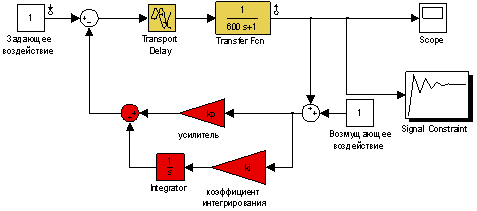 1
Задающее
воздействие
Transport
Delay
1
600 s+1
Transfer Fcn
Scope
Signal Constraint
kp
усилитель
1
Возмущающее
воздействие
1
s
Integrator
ki
коэффициент
интегрирования